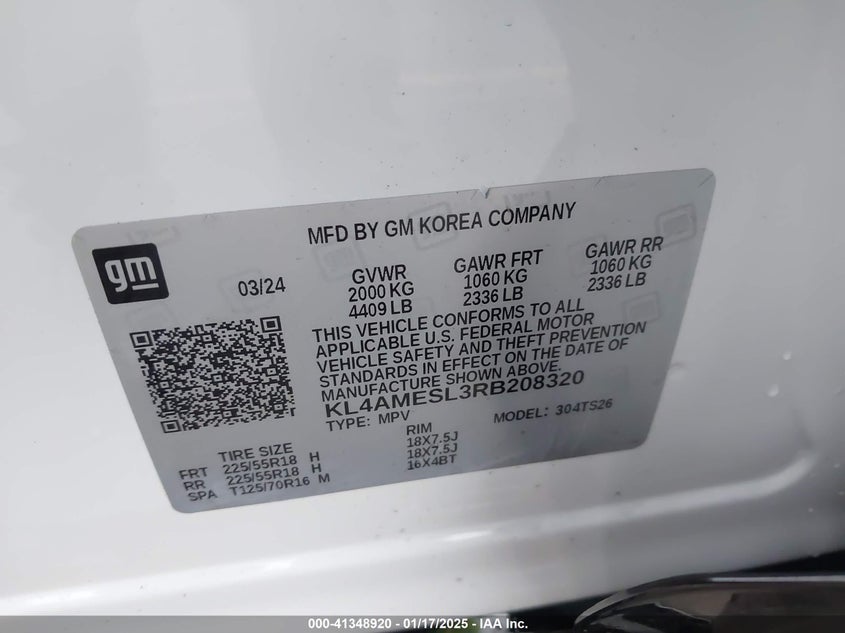 MFD BY GM KOREA COMPANY
gm
03/24
GVWR
2000 KG
4409 LB
GAWR FRT
1060 KG
2336 LB
GAWR RR
1060 KG
2336 LB
THIS VEHICLE CONFORMS TO ALL
APPLICABLE U.S. FEDERAL MOTOR
VEHICLE SAFETY AND THEFT PREVENTION
STANDARDS IN EFFECT ON THE DATE OF
MANUFACTURE SHOWN ABOVE.
KL4AMESL3RB208320
TYPE: MPV
MODEL: 304TS26
TIRE SIZE
RIM
FRT 225/55R18 H 18X7.5J
RR 225/55R18 H 18X7.5J
SPA T125/70R16 M 16X4BT
000-41348920 — 01/17/2025 - IAA Inc.